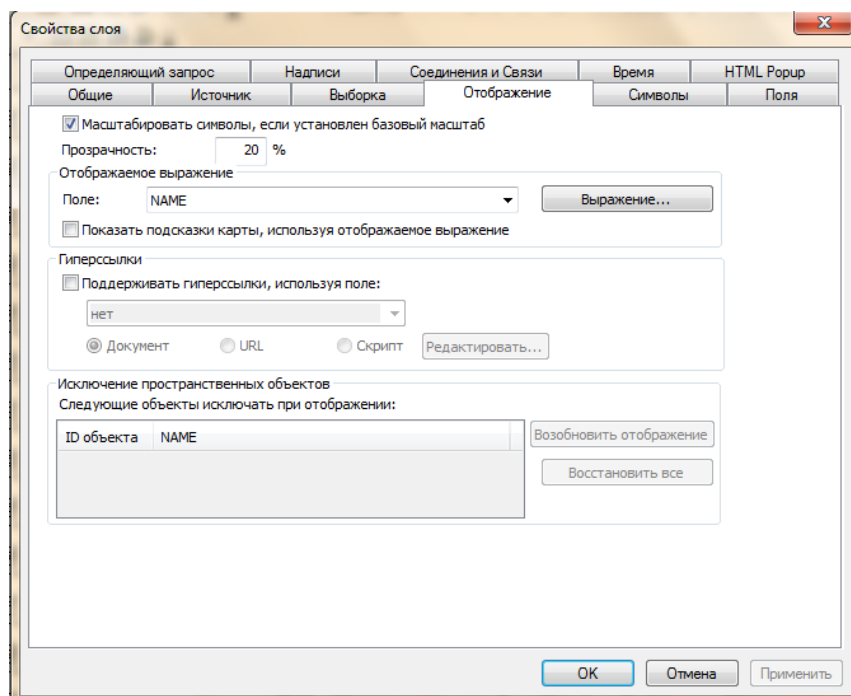 Свойства слоя
Определяющий запрос Надписи Соединения и Связи Время HTML Popup
Общие Источник Выборка Отображение Символы Поля
Масштабировать символы, если установлен базовый масштаб
Прозрачность: 20 %
Отображаемое выражение
Поле: NAME Выражение...
Показать подсказки карты, используя отображаемое выражение
Гиперссылки
Поддерживать гиперссылки, используя поле:
нет
Документ URL Скрипт Редактировать...
Исключение пространственных объектов
Следующие объекты исключать при отображении:
ID объекта NAME Возобновить отображение
Восстановить все
OK Отмена Применить